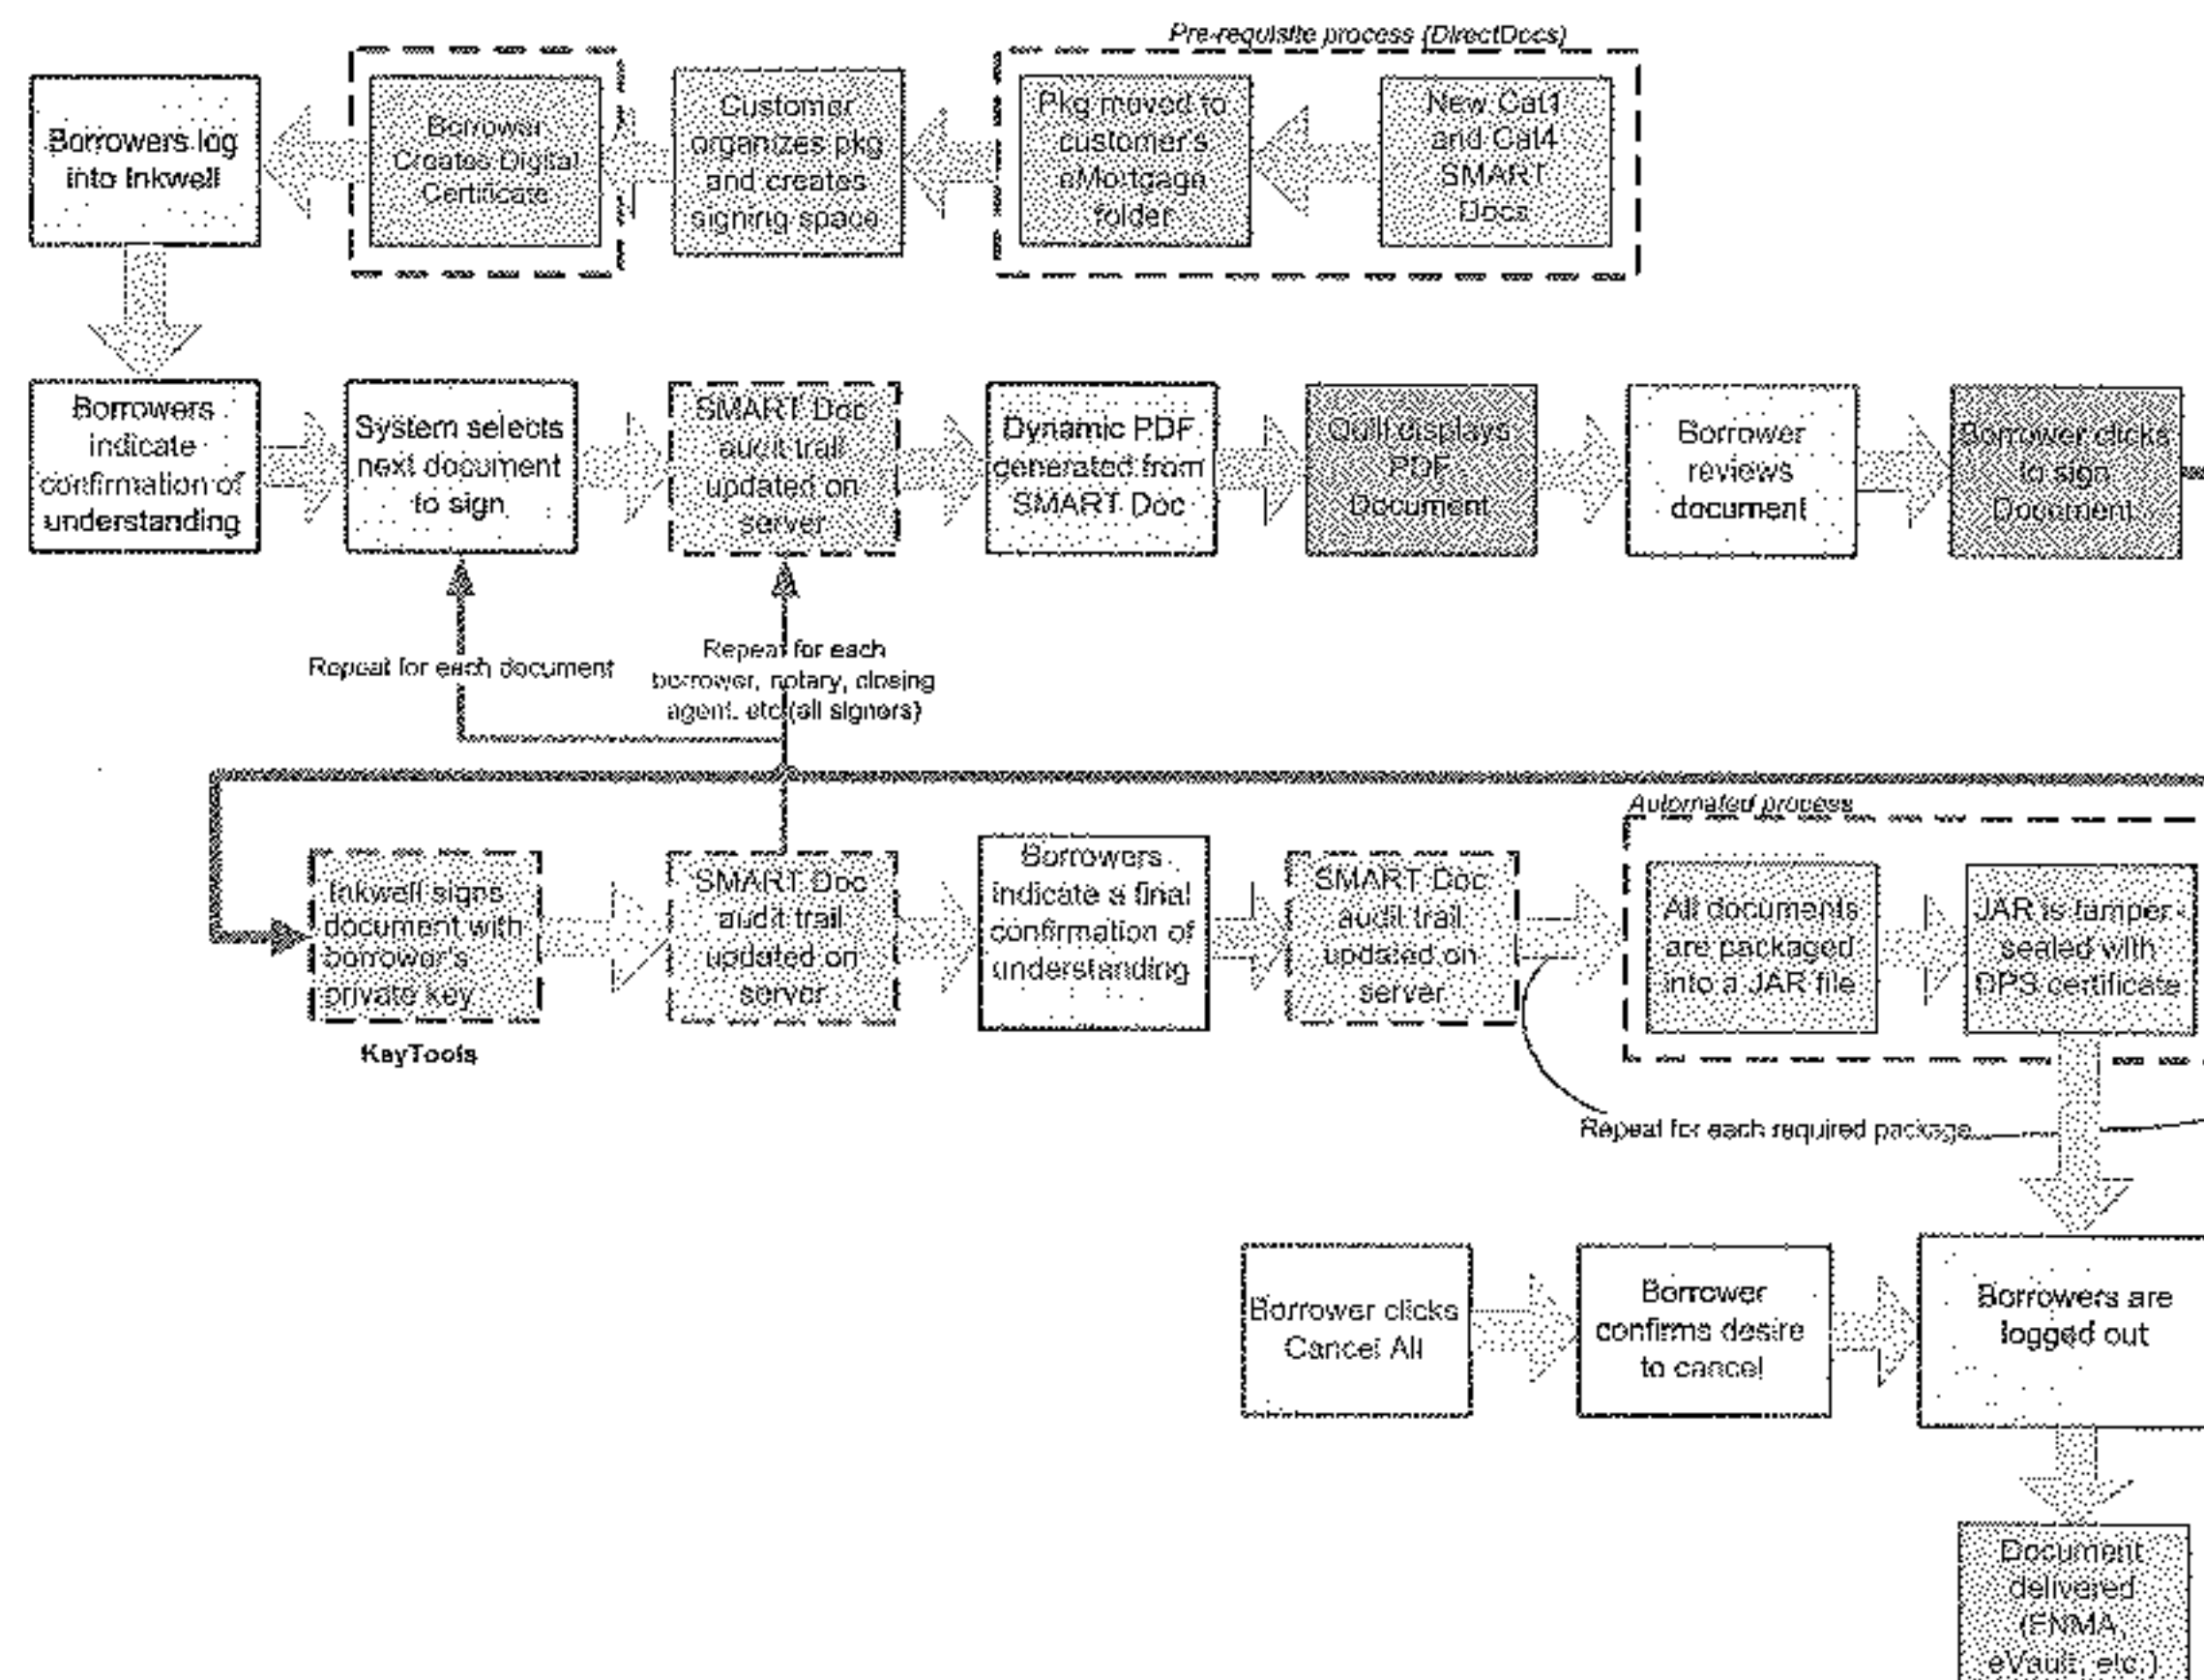 Pre-requisite process (DirectDocs)
Borrowers log
into Inkwell
Borrower
Creates Digital
Certificate
Customer
organizes pkg
and creates
signing space
Pkg moved to
customer's
eMortgage
folder
New Cat1
and Cat4
SMART
Docs
Borrowers
indicate
confirmation of
understanding
System selects
next document
to sign
SMART Doc
audit trail
updated on
server
Dynamic PDF
generated from
SMART Doc
Quill displays
PDF
Document
Borrower
reviews
document
Borrower clicks
to sign
Document
Repeat for each document
Repeat for each
borrower, notary, closing
agent, etc (all signers)
Automated process
Inkwell signs
document with
borrower's
private key
KeyTools
SMART Doc
audit trail
updated on
server
Borrowers
indicate a final
confirmation of
understanding
SMART Doc
audit trail
updated on
server
All documents
are packaged
into a JAR file
JAR is tamper-
sealed with
DPS certificate
Repeat for each required package
Borrower clicks
Cancel All
Borrower
confirms desire
to cancel
Borrowers are
logged out
Document
delivered
(FNMA,
eVault, etc.)